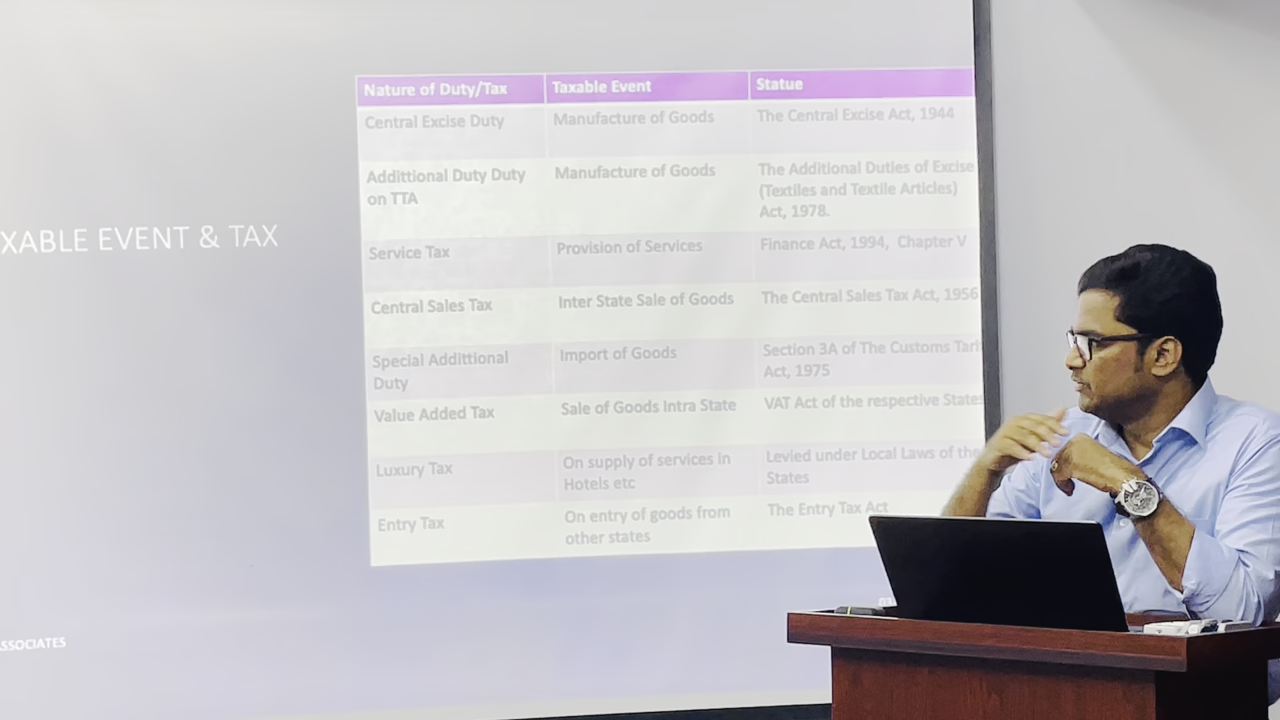 XABLE EVENT & TAX
Nature of Duty/Tax Taxable Event Statue
Central Excise Duty Manufacture of Goods The Central Excise Act, 1944
Addittional Duty Duty Manufacture of Goods The Additional Duties of Excise
on TTA (Textiles and Textile Articles)
Act, 1978.
Service Tax Provision of Services Finance Act, 1994, Chapter V
Central Sales Tax Inter State Sale of Goods The Central Sales Tax Act, 1956
Special Addittional Import of Goods Section 3A of The Customs Tari
Duty Act, 1975
Value Added Tax Sale of Goods Intra State VAT Act of the respective States
Luxury Tax On supply of services in Levied under Local Laws of the
Hotels etc States
Entry Tax On entry of goods from The Entry Tax Act
other states
ASSOCIATES